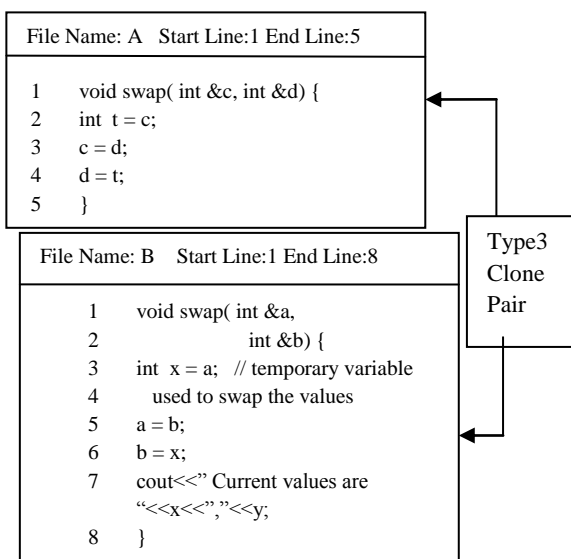 File Name: A Start Line:1 End Line:5
1 void swap( int &c, int &d) {
2 int t = c;
3 c = d;
4 d = t;
5 }
Type3
Clone
Pair
File Name: B Start Line:1 End Line:8
1 void swap( int &a,
2 int &b) {
3 int x = a; // temporary variable
4 used to swap the values
5 a = b;
6 b = x;
7 cout<<” Current values are
“<<x<<”,”<<y;
8 }